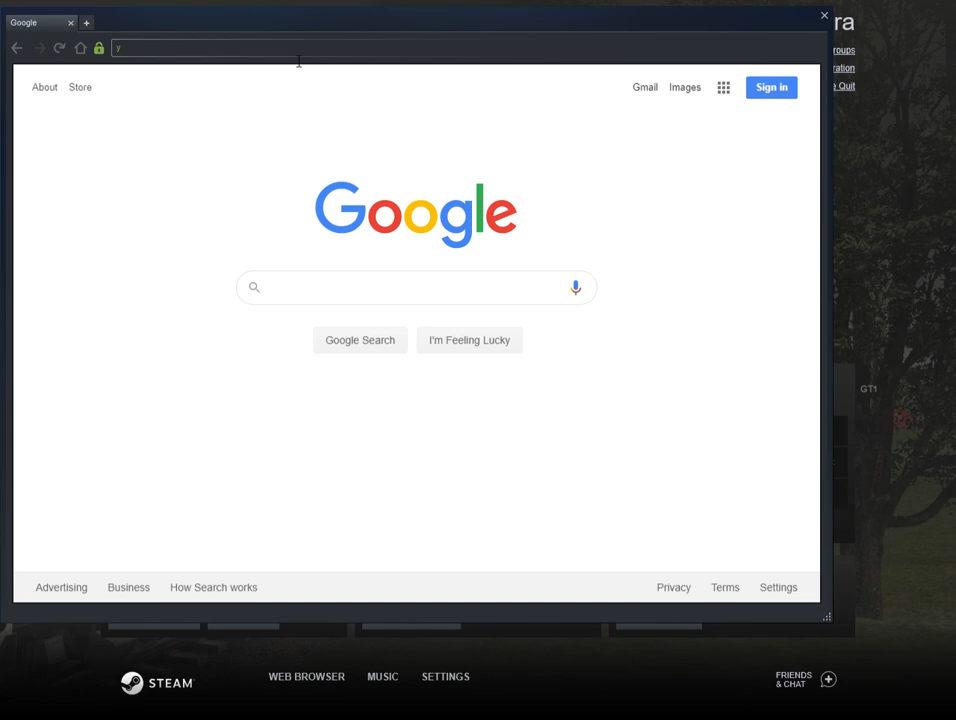 Google
y
ra
About Store
Gmail Images Sign in
roups
ration
e Quit
Google
Google Search I'm Feeling Lucky
GT1
Advertising Business How Search works
Privacy Terms Settings
STEAM
WEB BROWSER MUSIC SETTINGS
FRIENDS
& CHAT